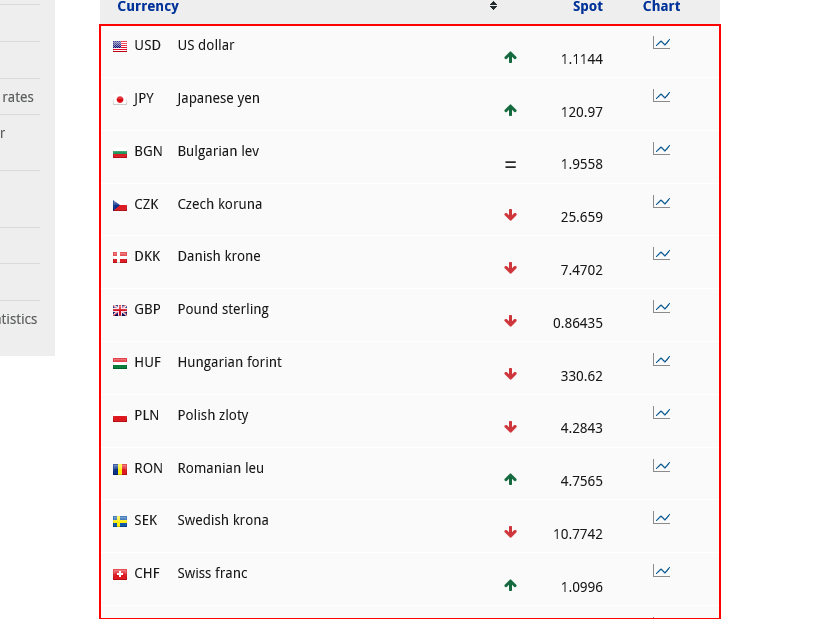 Currency Spot Chart
USD US dollar 1.1144
rates
JPY Japanese yen 120.97
r
BGN Bulgarian lev = 1.9558
CZK Czech koruna 25.659
DKK Danish krone 7.4702
GBP Pound sterling 0.86435
tistics
HUF Hungarian forint 330.62
PLN Polish zloty 4.2843
RON Romanian leu 4.7565
SEK Swedish krona 10.7742
CHF Swiss franc 1.0996